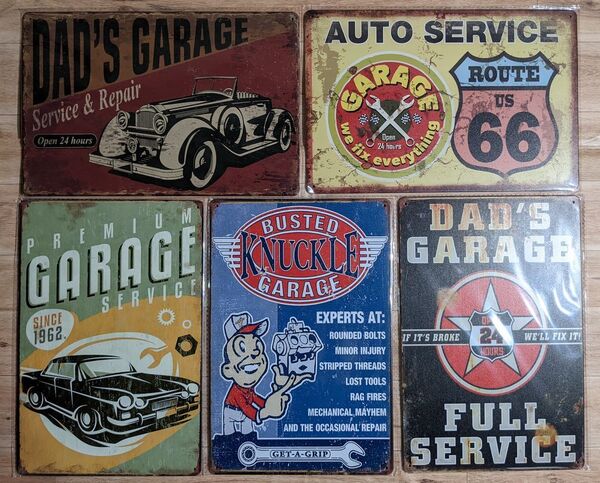 DAD'S GARAGE
Service & Repair
Open 24 hours
AUTO SERVICE
GARAGE
Open
24 hours
we fix everything
ROUTE
US
66
PREMIUM
GARAGE
SERVICE
SINCE
1962.
BUSTED
KNUCKLE
GARAGE
EXPERTS AT:
ROUNDED BOLTS
MINOR INJURY
STRIPPED THREADS
LOST TOOLS
RAG FIRES
MECHANICAL MAYHEM
AND THE OCCASIONAL REPAIR
GET-A-GRIP
DAD'S
GARAGE
IF IT'S BROKE WE'LL FIX IT!
24
HOURS
FULL
SERVICE